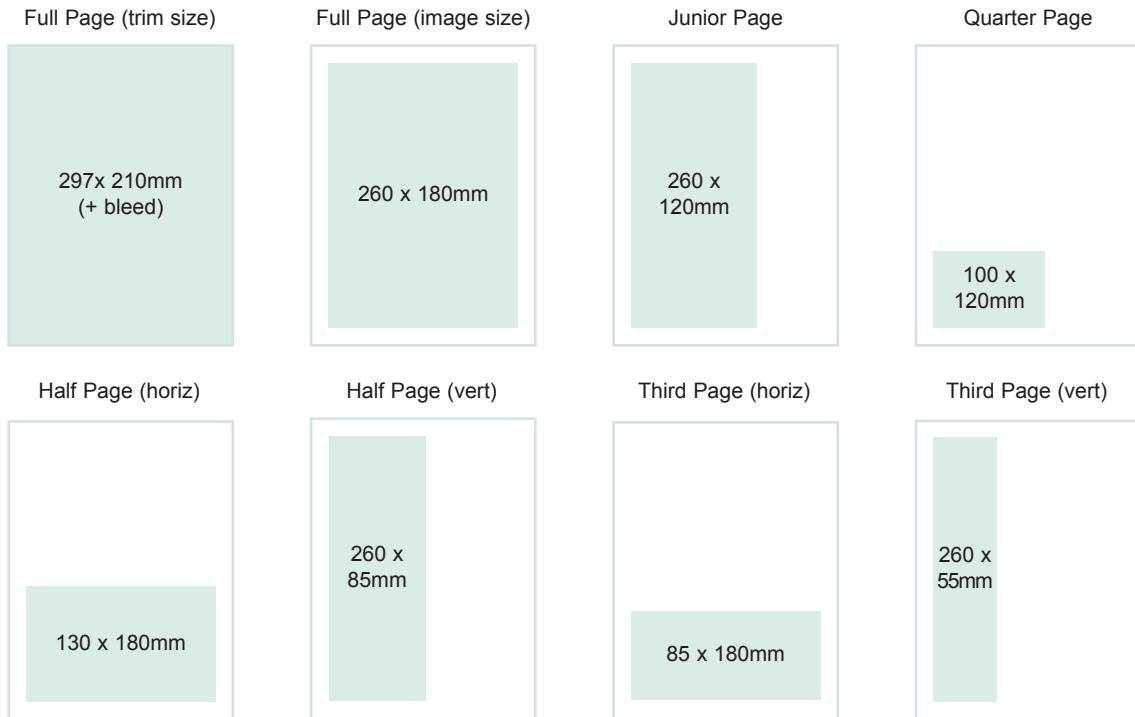 Full Page (trim size)
Full Page (image size)
Junior Page
Quarter Page
297x 210mm
(+ bleed)
260 x 180mm
260 x
120mm
100 x
120mm
Half Page (horiz)
Half Page (vert)
Third Page (horiz)
Third Page (vert)
130 x 180mm
260 x
85mm
85 x 180mm
260 x
55mm